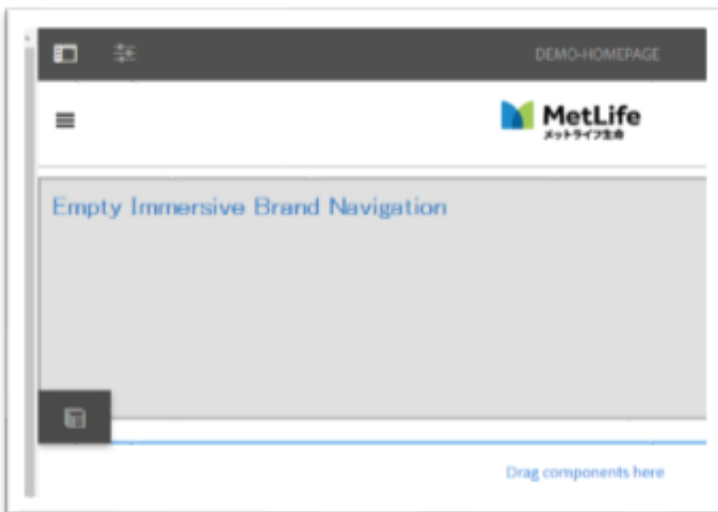 DEMO-HOMEPAGE
MetLife
メットライフ生命
Empty Immersive Brand Navigation
Drag components here